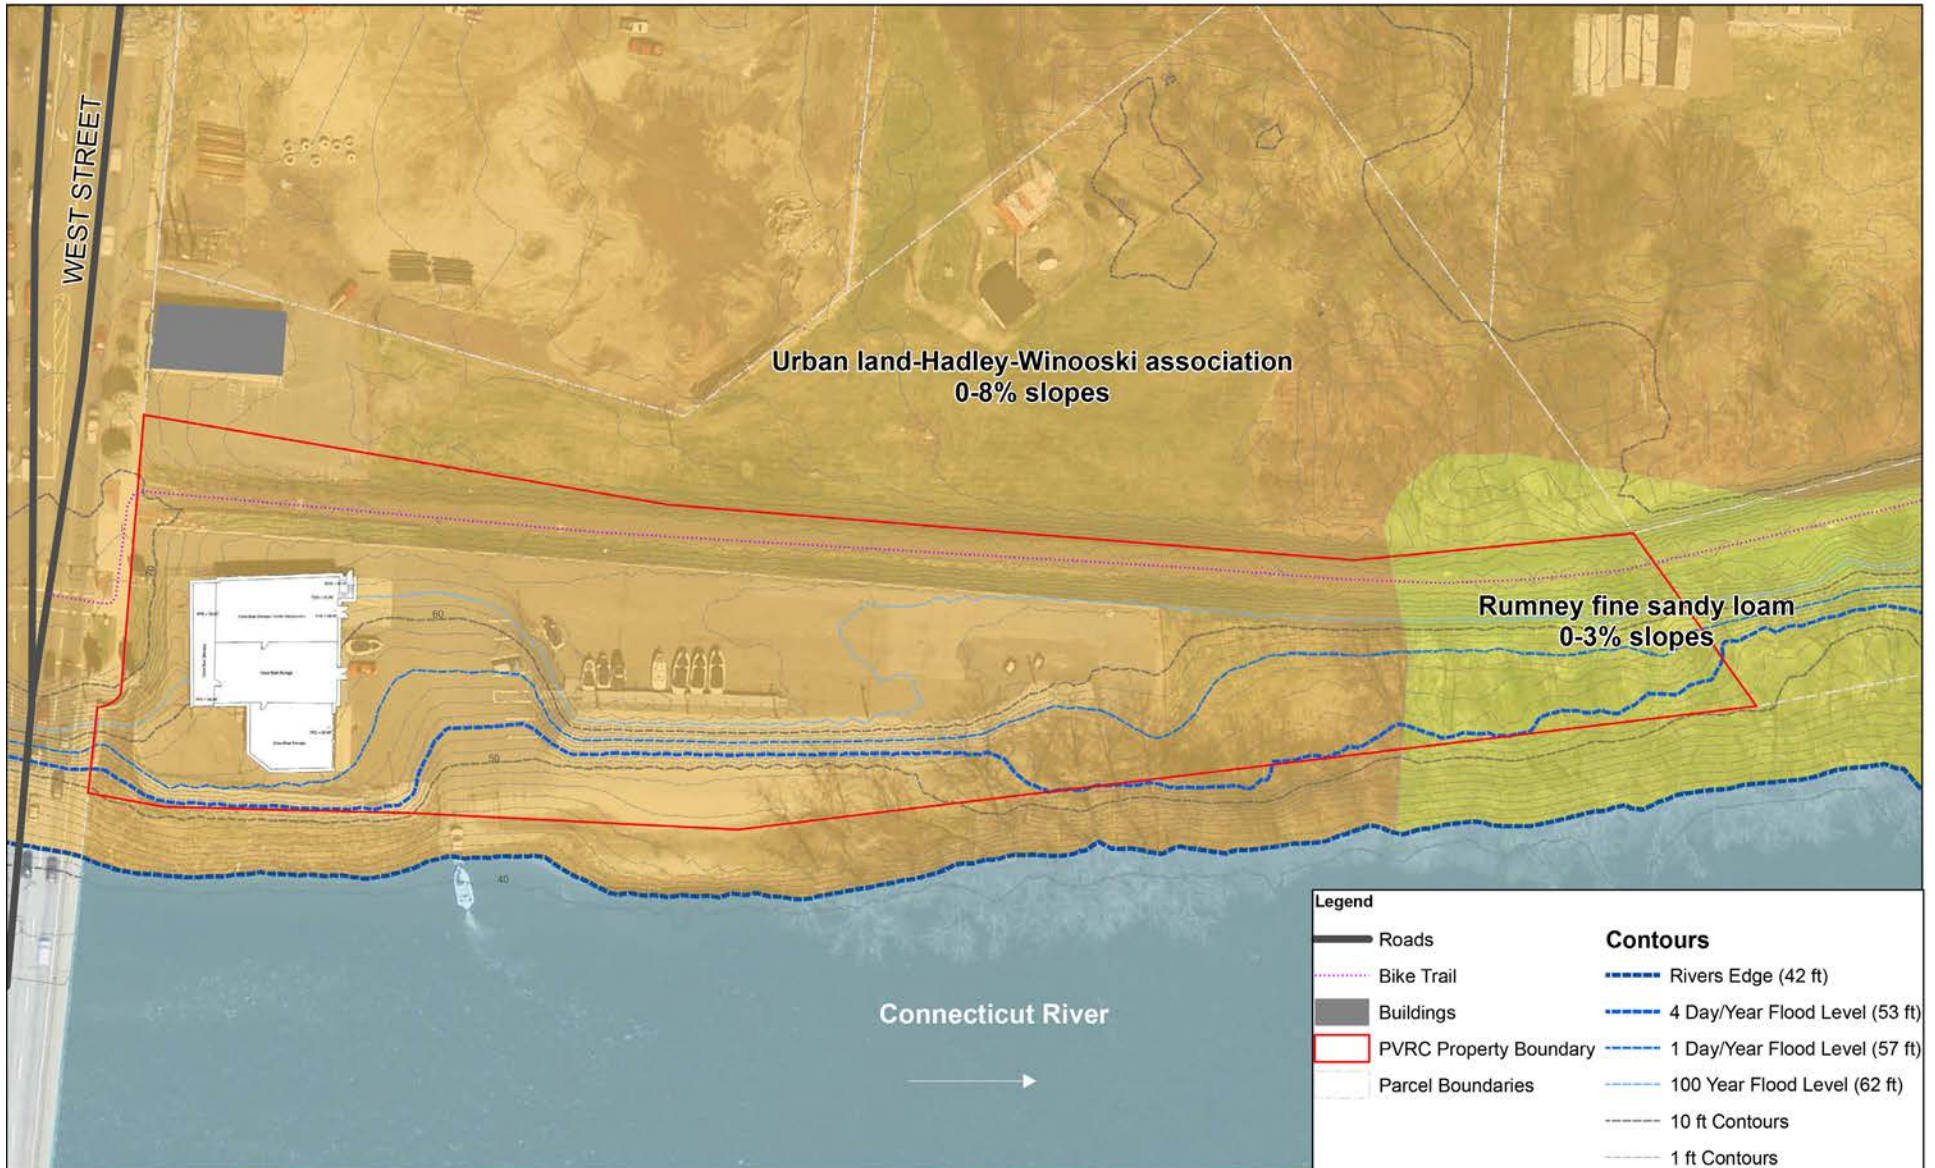 WEST STREET
Urban land-Hadley-Winooski association
0-8% slopes
Rumney fine sandy loam
0-3% slopes
70
60
50
40
Connecticut River
Legend
Roads
Bike Trail
Buildings
PVRC Property Boundary
Parcel Boundaries
Contours
Rivers Edge (42 ft)
4 Day/Year Flood Level (53 ft)
1 Day/Year Flood Level (57 ft)
100 Year Flood Level (62 ft)
10 ft Contours
1 ft Contours